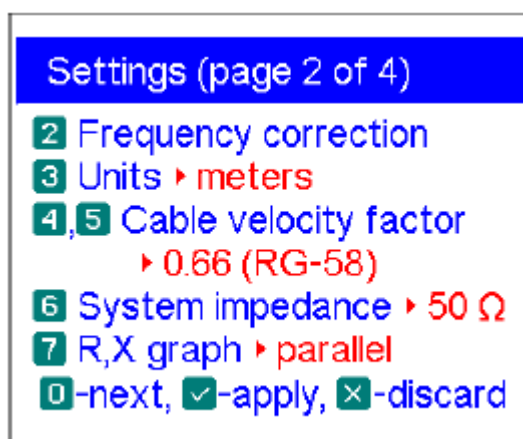 Settings (page 2 of 4)
2 Frequency correction
3 Units ▸ meters
4,5 Cable velocity factor
▸ 0.66 (RG-58)
6 System impedance ▸ 50 Ω
7 R,X graph ▸ parallel
0-next, ✓-apply, ✕-discard